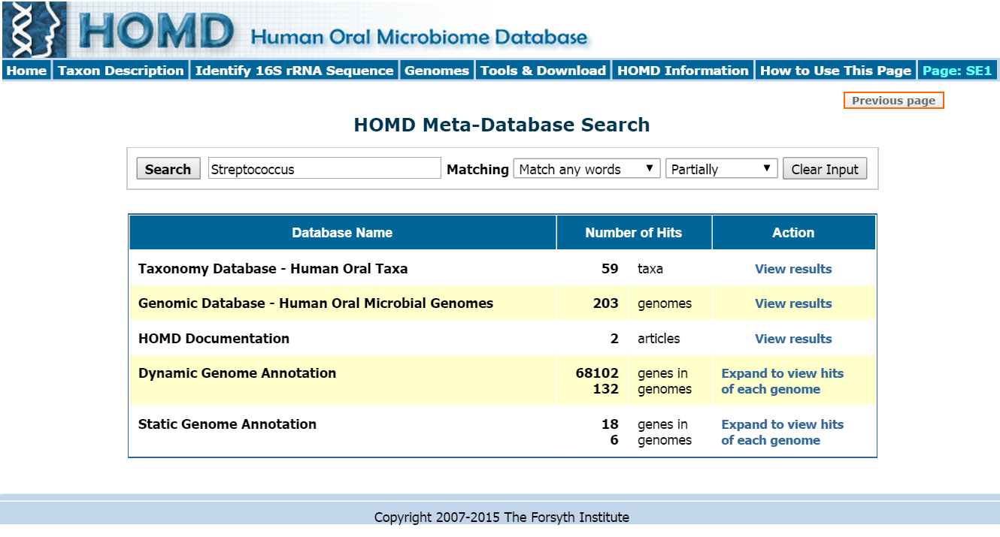 HOMD Human Oral Microbiome Database
Home Taxon Description Identify 16S rRNA Sequence Genomes Tools & Download HOMD Information How to Use This Page Page: SE1
Previous page
HOMD Meta-Database Search
Search Streptococcus Matching Match any words Partially Clear Input
Database Name Number of Hits Action
Taxonomy Database - Human Oral Taxa 59 taxa View results
Genomic Database - Human Oral Microbial Genomes 203 genomes View results
HOMD Documentation 2 articles View results
Dynamic Genome Annotation 68102 genes in Expand to view hits
132 genomes of each genome
Static Genome Annotation 18 genes in Expand to view hits
6 genomes of each genome
Copyright 2007-2015 The Forsyth Institute